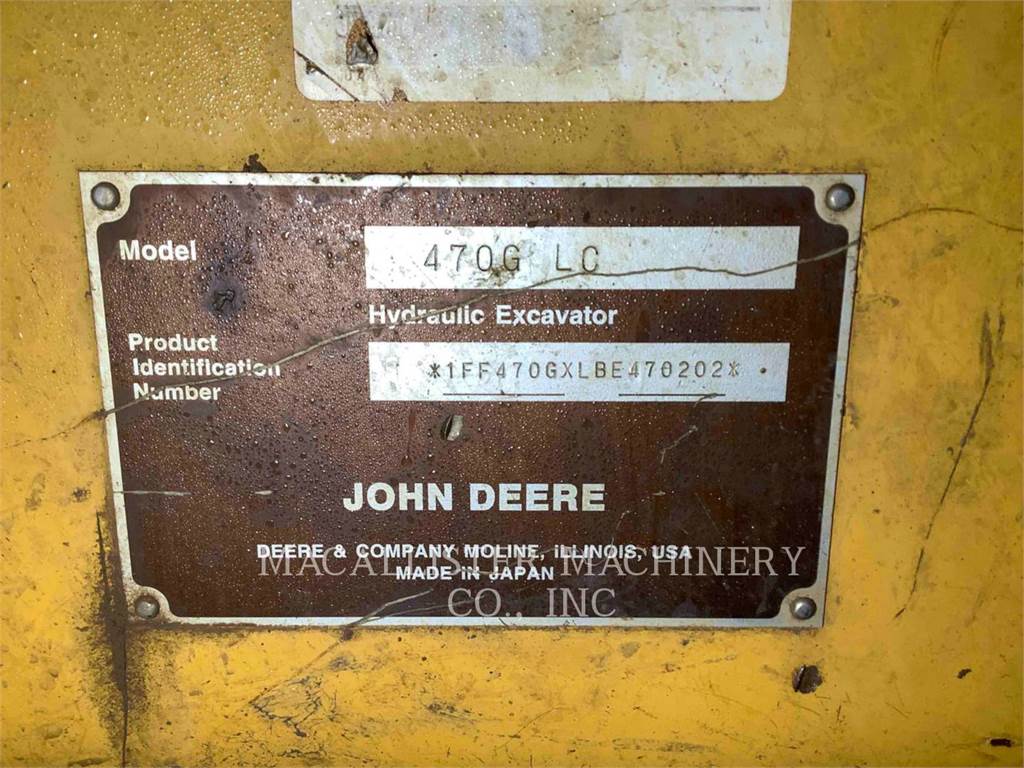 Model
470G LC
Hydraulic Excavator
Product
Identification
Number
*1FF470GXLBE470202*
JOHN DEERE
DEERE & COMPANY MOLINE, ILLINOIS, USA
MADE IN JAPAN
MACALLISTER MACHINERY
CO., INC